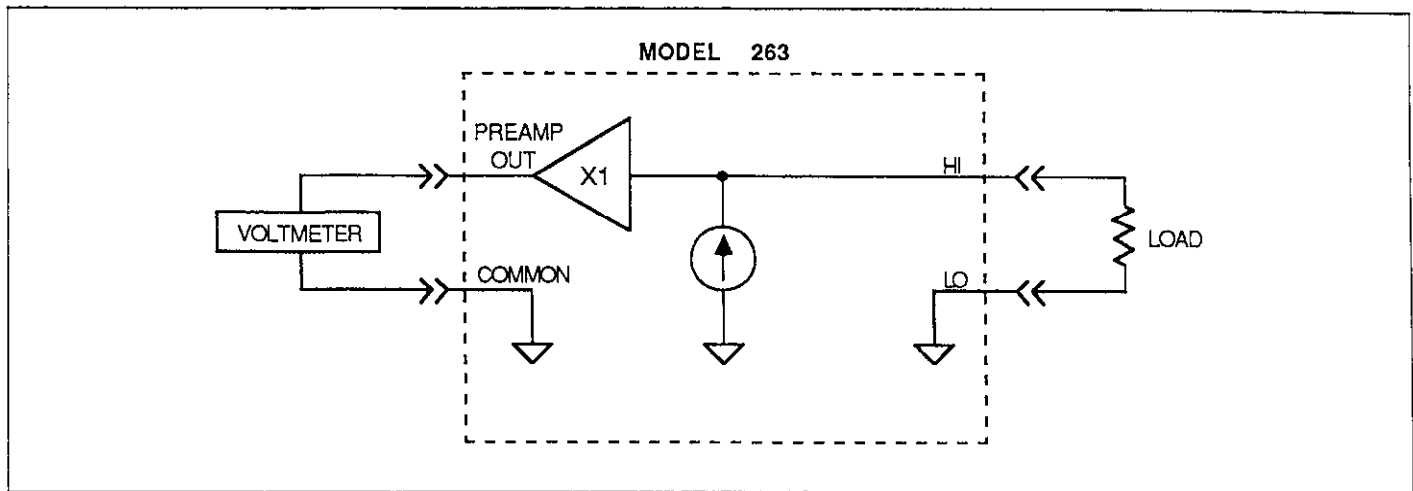 MODEL 263
PREAMP
OUT
X1
HI
VOLTMETER
LOAD
COMMON
LO